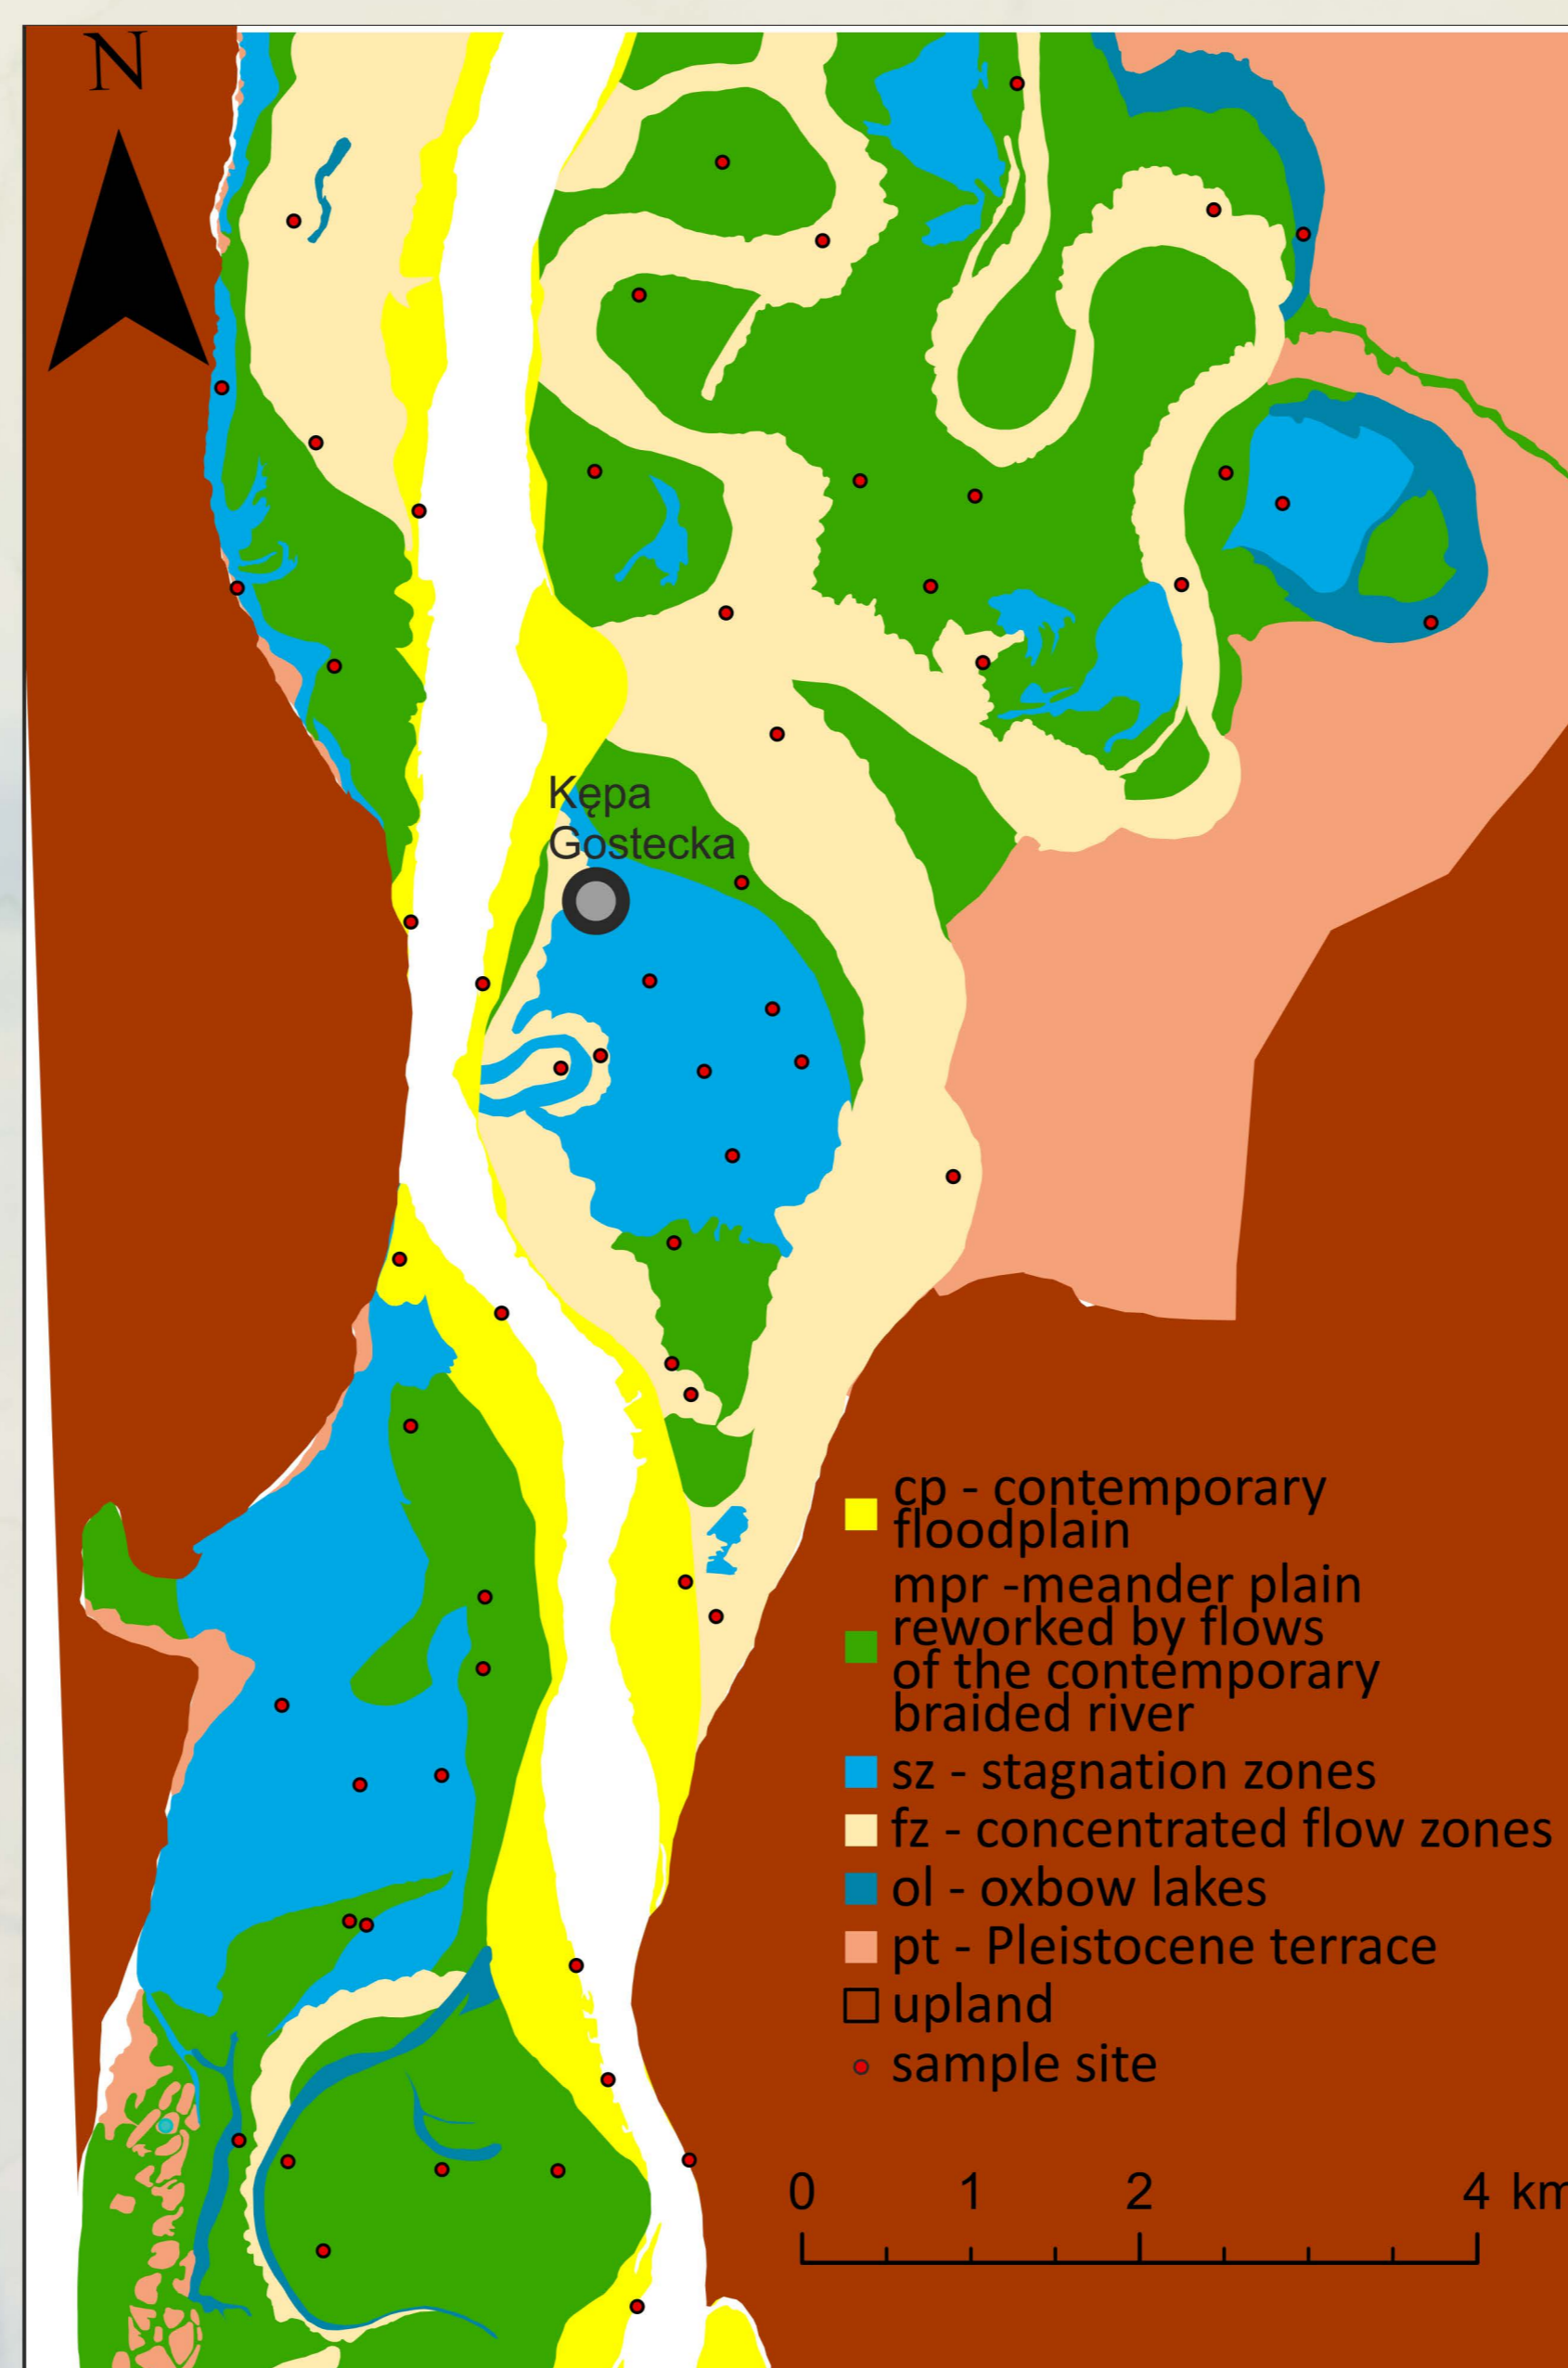 N
Kępa
Gostecka
cp - contemporary
floodplain
mpr -meander plain
reworked by flows
of the contemporary
braided river
sz - stagnation zones
fz - concentrated flow zones
ol - oxbow lakes
pt - Pleistocene terrace
upland
sample site
0 1 2 4 km